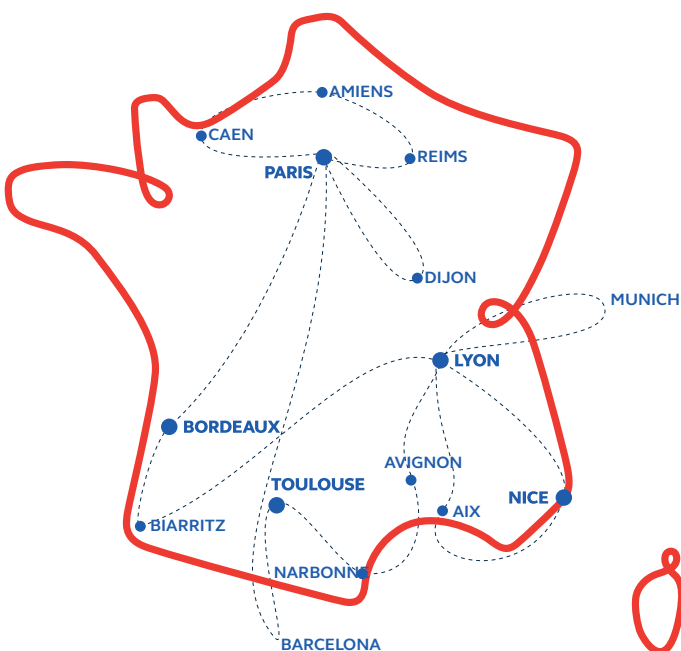 AMIENS
CAEN
REIMS
PARIS
DIJON
MUNICH
LYON
BORDEAUX
AVIGNON
TOULOUSE
NICE
AIX
BIARRITZ
NARBONNE
BARCELONA